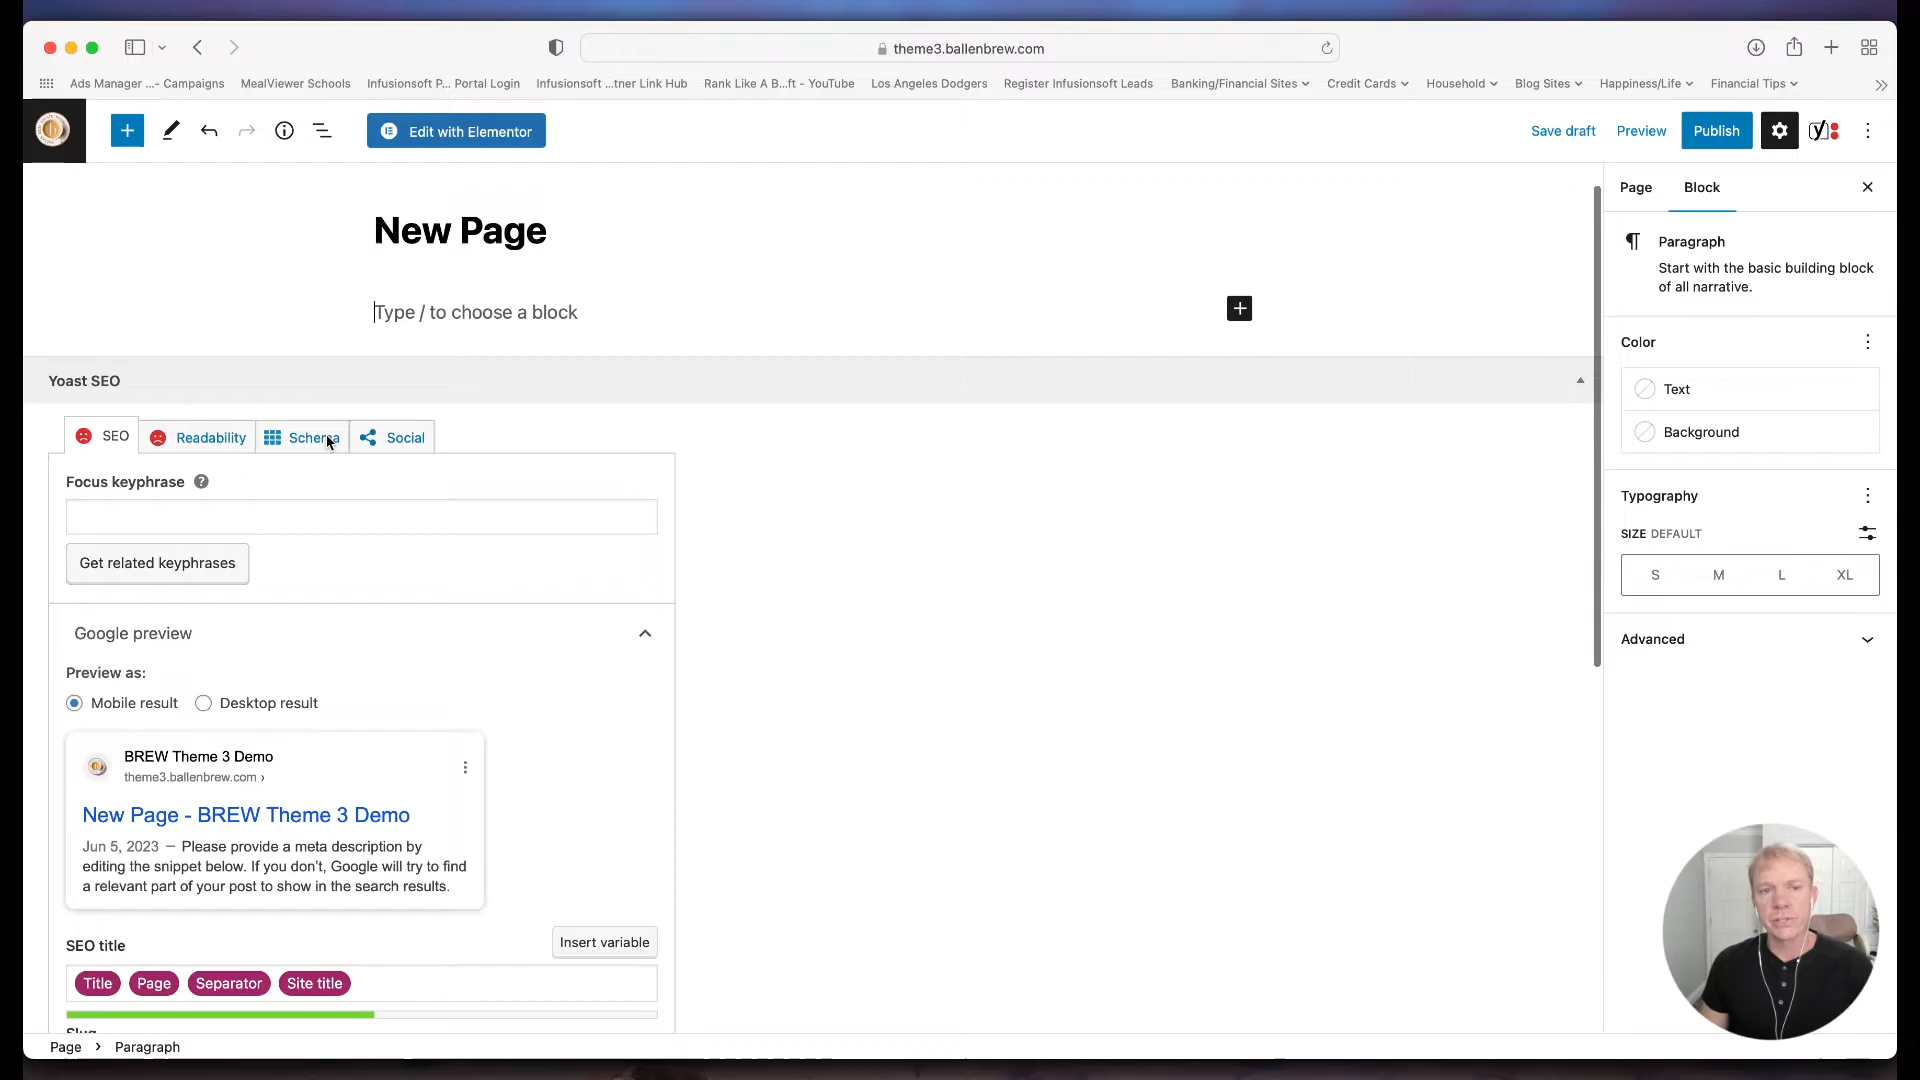 theme3.ballenbrew.com
Ads Manager ...- Campaigns
MealViewer Schools
Infusionsoft P... Portal Login
Infusionsoft ...tner Link Hub
Rank Like A B...ft - YouTube
Los Angeles Dodgers
Register Infusionsoft Leads
Banking/Financial Sites
Credit Cards
Household
Blog Sites
Happiness/Life
Financial Tips
Edit with Elementor
Save draft
Preview
Publish
Page
Block
New Page
Paragraph
Start with the basic building block
of all narrative.
Type / to choose a block
Color
Text
Background
Yoast SEO
SEO
Readability
Schema
Social
Focus keyphrase
Get related keyphrases
Typography
SIZE DEFAULT
S M L XL
Advanced
Google preview
Preview as:
Mobile result
Desktop result
BREW Theme 3 Demo
theme3.ballenbrew.com ›
New Page - BREW Theme 3 Demo
Jun 5, 2023 – Please provide a meta description by
editing the snippet below. If you don't, Google will try to find
a relevant part of your post to show in the search results.
SEO title
Insert variable
Title
Page
Separator
Site title
Slug
Page › Paragraph